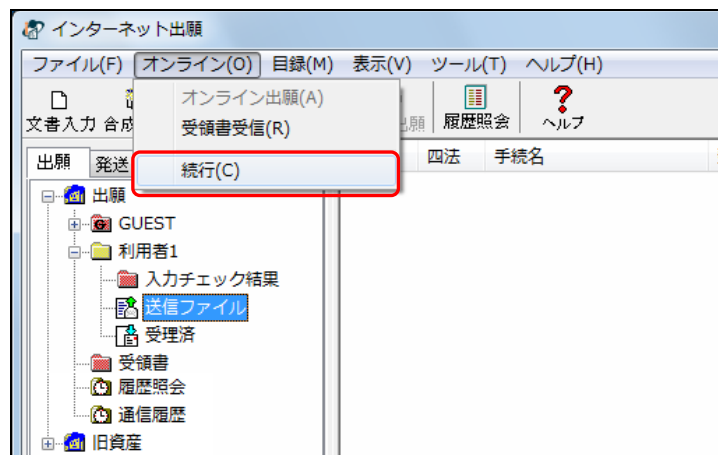 インターネット出願
ファイル(F) オンライン(O) 目録(M) 表示(V) ツール(T) ヘルプ(H)
オンライン出願(A)
受領書受信(R)
続行(C)
文書入力 合成 出願 履歴照会 ヘルプ
出願 発送 四法 手続名
出願
GUEST
利用者1
入力チェック結果
送信ファイル
受理済
受領書
履歴照会
通信履歴
旧資産